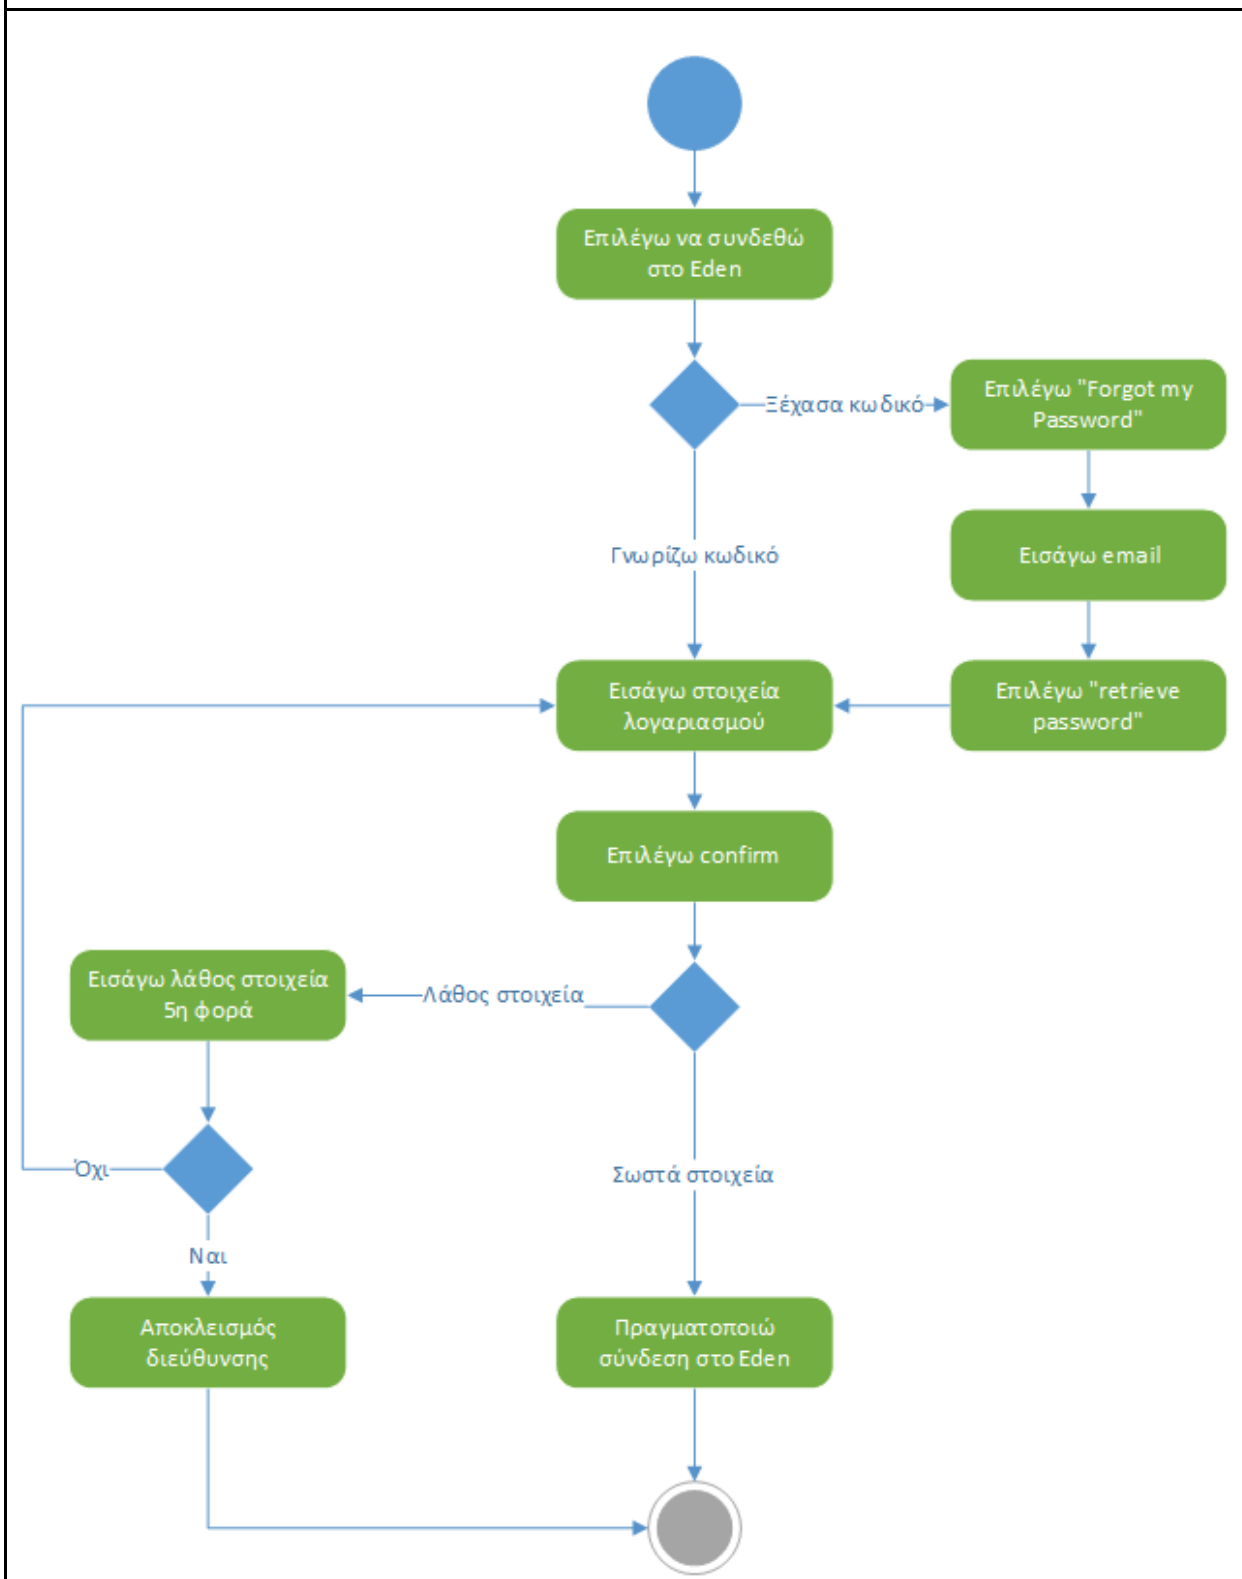 Επιλέγω να συνδεθώ
στο Eden
Ξέχασα κωδικό
Επιλέγω "Forgot my
Password"
Γνωρίζω κωδικό
Εισάγω email
Εισάγω στοιχεία
λογαριασμού
Επιλέγω "retrieve
password"
Επιλέγω confirm
Εισάγω λάθος στοιχεία
5η φορά
Λάθος στοιχεία
Όχι
Σωστά στοιχεία
Ναι
Αποκλεισμός
διεύθυνσης
Πραγματοποιώ
σύνδεση στο Eden